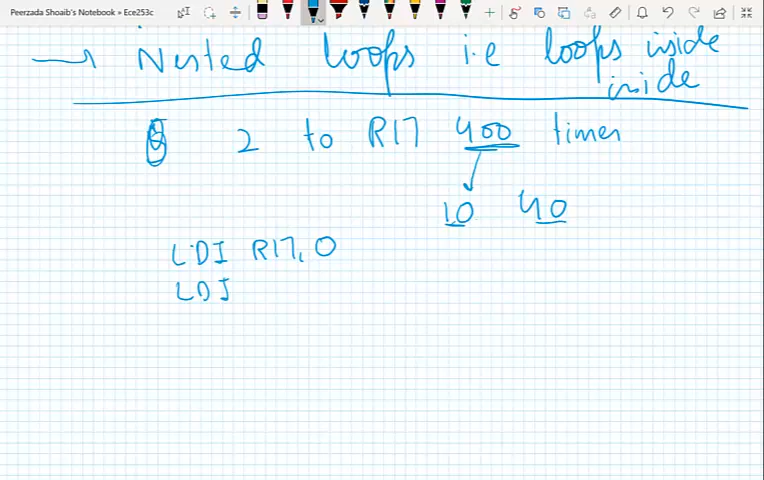 Peerzada Shoaib's Notebook » Ece253c
Nested loops i.e loops inside
inside
2 to R17 400 times
10 40
LDI R17, 0
LDI